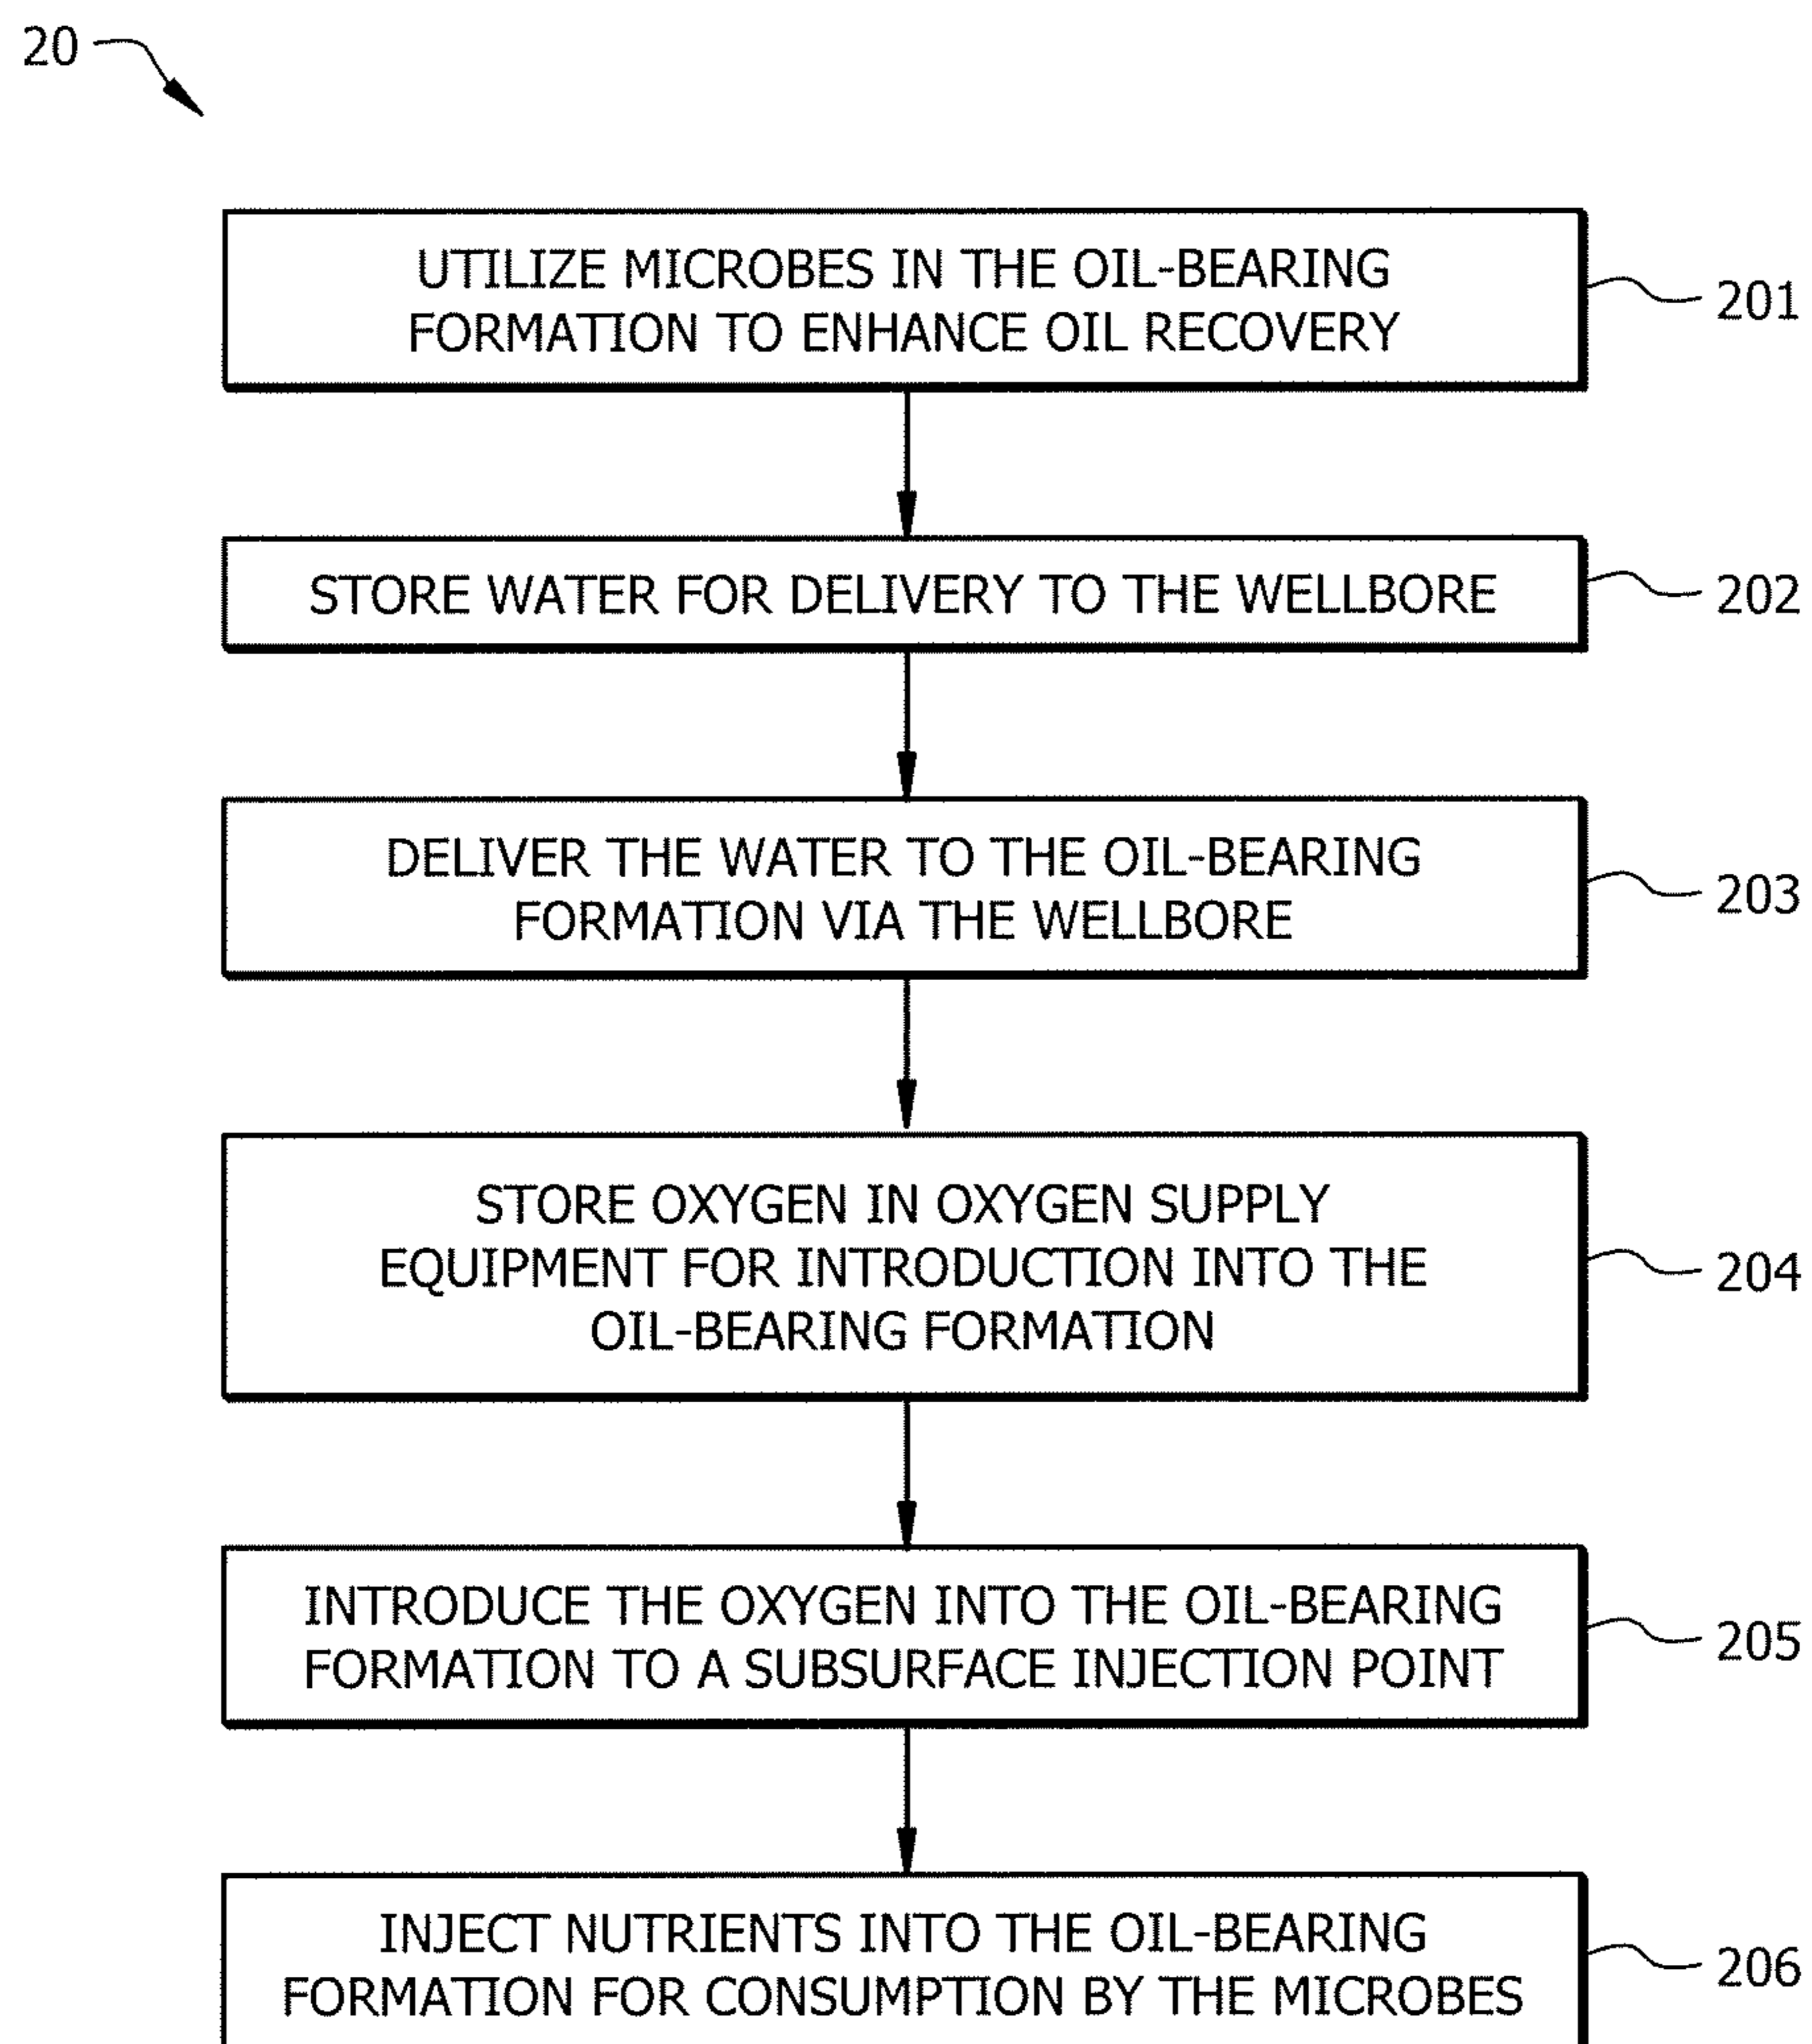 20
UTILIZE MICROBES IN THE OIL-BEARING
FORMATION TO ENHANCE OIL RECOVERY
201
STORE WATER FOR DELIVERY TO THE WELLBORE
202
DELIVER THE WATER TO THE OIL-BEARING
FORMATION VIA THE WELLBORE
203
STORE OXYGEN IN OXYGEN SUPPLY
EQUIPMENT FOR INTRODUCTION INTO THE
OIL-BEARING FORMATION
204
INTRODUCE THE OXYGEN INTO THE OIL-BEARING
FORMATION TO A SUBSURFACE INJECTION POINT
205
INJECT NUTRIENTS INTO THE OIL-BEARING
FORMATION FOR CONSUMPTION BY THE MICROBES
206